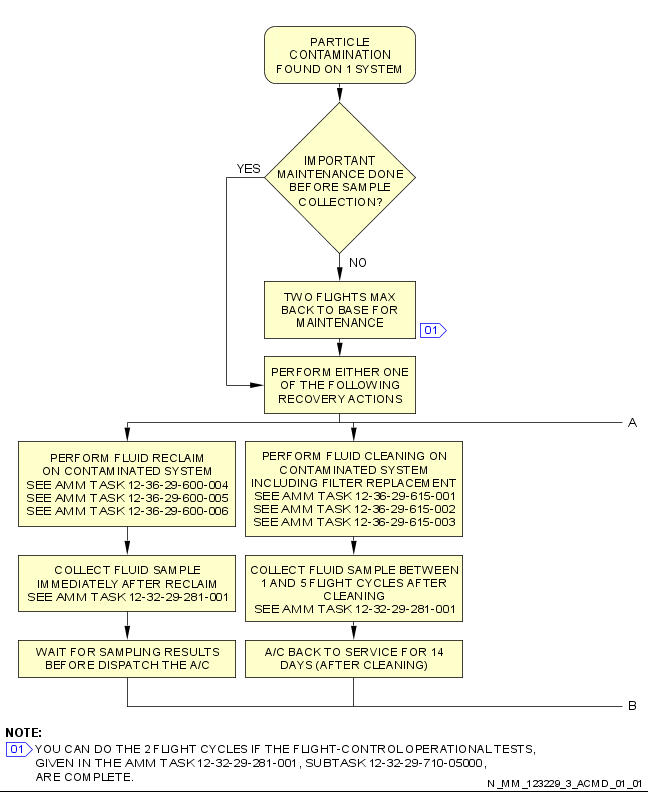 PARTICLE
CONTAMINATION
FOUND ON 1 SYSTEM
IMPORTANT
MAINTENANCE DONE
BEFORE SAMPLE
COLLECTION?
YES
NO
TWO FLIGHTS MAX
BACK TO BASE FOR
MAINTENANCE
01
PERFORM EITHER ONE
OF THE FOLLOWING
RECOVERY ACTIONS
A
PERFORM FLUID RECLAIM
ON CONTAMINATED SYSTEM
SEE AMM TASK 12-36-29-600-004
SEE AMM TASK 12-36-29-600-005
SEE AMM TASK 12-36-29-600-006
PERFORM FLUID CLEANING ON
CONTAMINATED SYSTEM
INCLUDING FILTER REPLACEMENT
SEE AMM TASK 12-36-29-615-001
SEE AMM TASK 12-36-29-615-002
SEE AMM TASK 12-36-29-615-003
COLLECT FLUID SAMPLE
IMMEDIATELY AFTER RECLAIM
SEE AMM TASK 12-32-29-281-001
COLLECT FLUID SAMPLE BETWEEN
1 AND 5 FLIGHT CYCLES AFTER
CLEANING
SEE AMM TASK 12-32-29-281-001
WAIT FOR SAMPLING RESULTS
BEFORE DISPATCH THE A/C
A/C BACK TO SERVICE FOR 14
DAYS (AFTER CLEANING)
B
NOTE:
01 YOU CAN DO THE 2 FLIGHT CYCLES IF THE FLIGHT-CONTROL OPERATIONAL TESTS,
GIVEN IN THE AMM TASK 12-32-29-281-001, SUBTASK 12-32-29-710-05000,
ARE COMPLETE.
N_MM_123229_3_ACMD_01_01